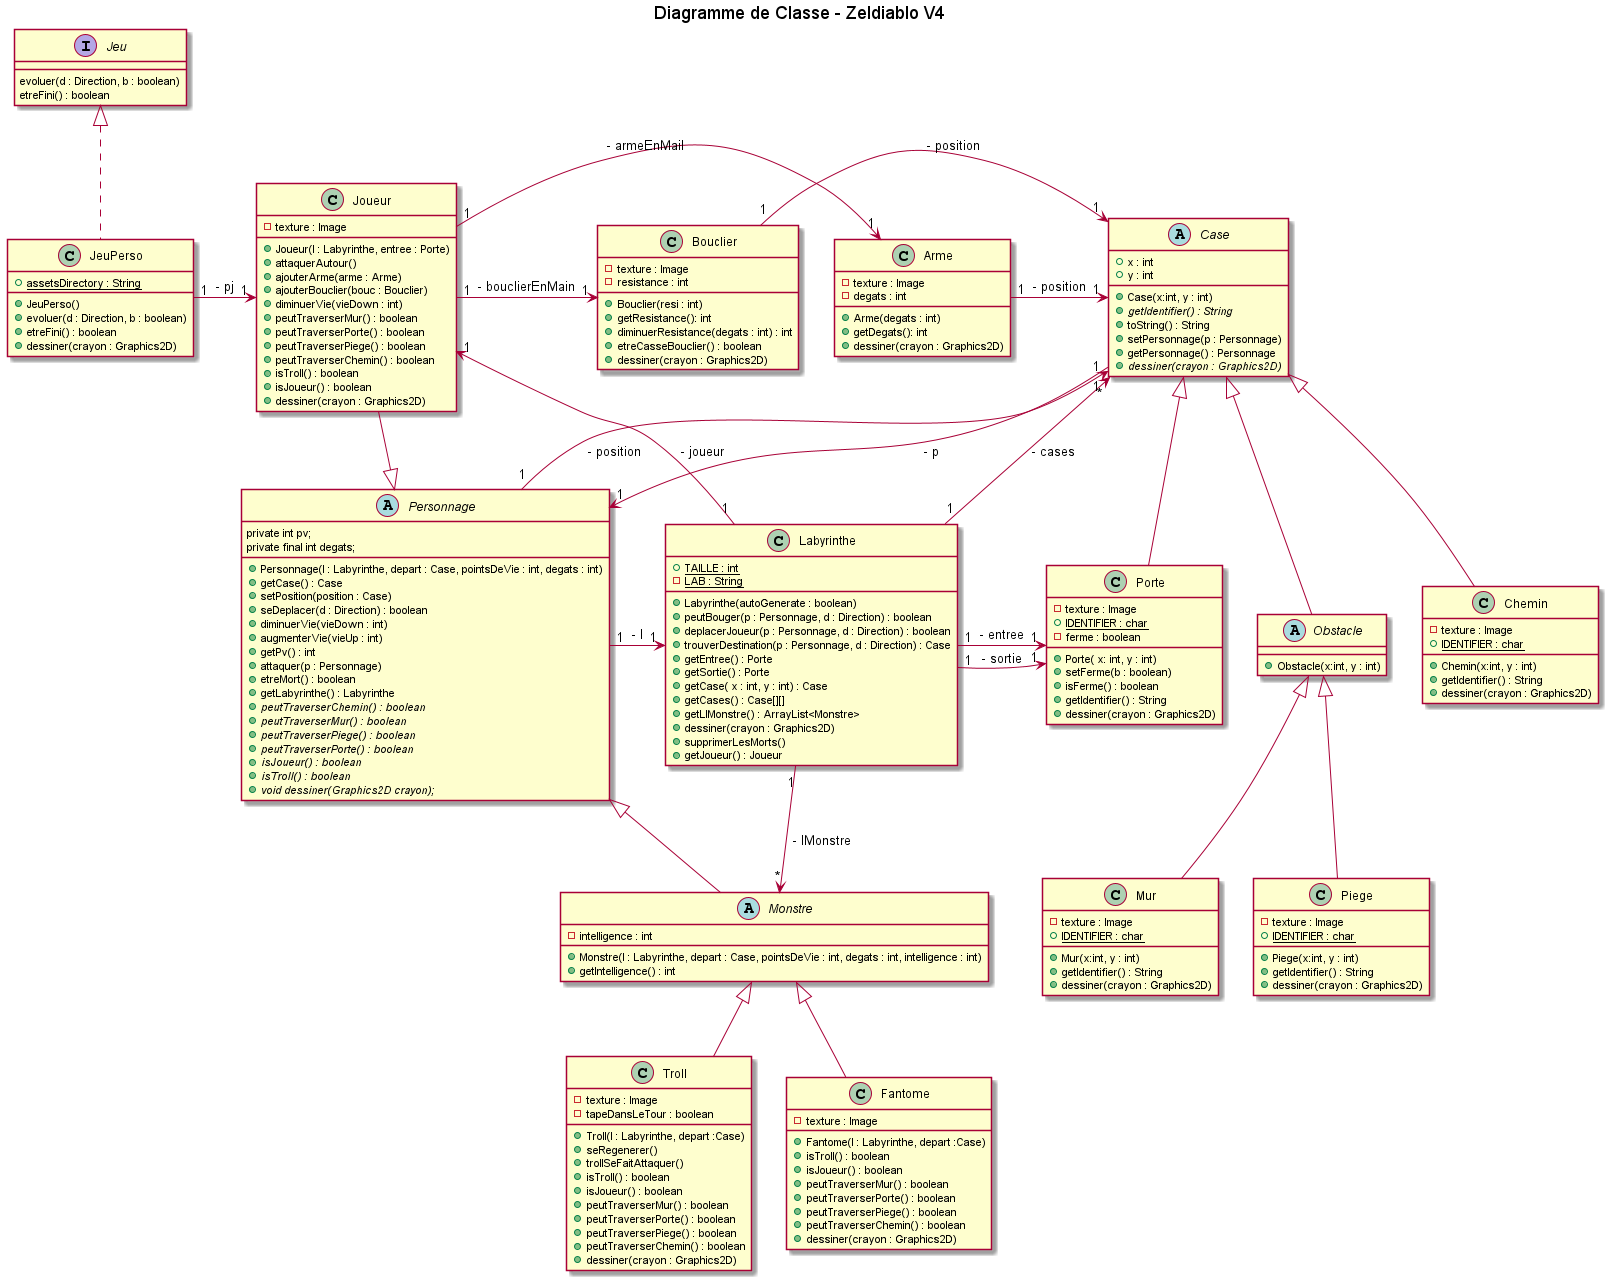 Diagramme de Classe - Zeldiablo V4
I Jeu
evoluer(d : Direction, b : boolean)
etreFini() : boolean
C JeuPerso
assetsDirectory : String
JeuPerso()
evoluer(d : Direction, b : boolean)
etreFini() : boolean
dessiner(crayon : Graphics2D)
1 - pj 1
C Joueur
texture : Image
Joueur(l : Labyrinthe, entree : Porte)
attaquerAutour()
ajouterArme(arme : Arme)
ajouterBouclier(bouc : Bouclier)
diminuerVie(vieDown : int)
peutTraverserMur() : boolean
peutTraverserPorte() : boolean
peutTraverserPiege() : boolean
peutTraverserChemin() : boolean
isTroll() : boolean
isJoueur() : boolean
dessiner(crayon : Graphics2D)
1 - armeEnMail 1
1 - bouclierEnMain 1
C Bouclier
texture : Image
resistance : int
Bouclier(resi : int)
getResistance(): int
diminuerResistance(degats : int) : int
etreCasseBouclier() : boolean
dessiner(crayon : Graphics2D)
1 - position 1
C Arme
texture : Image
degats : int
Arme(degats : int)
getDegats(): int
dessiner(crayon : Graphics2D)
1 - position 1
A Case
x : int
y : int
Case(x:int, y : int)
getIdentifier() : String
toString() : String
setPersonnage(p : Personnage)
getPersonnage() : Personnage
dessiner(crayon : Graphics2D)
1 - position 1
1 - p 1
1 - joueur 1
1 - cases *
A Personnage
private int pv;
private final int degats;
Personnage(l : Labyrinthe, depart : Case, pointsDeVie : int, degats : int)
getCase() : Case
setPosition(position : Case)
seDeplacer(d : Direction) : boolean
diminuerVie(vieDown : int)
augmenterVie(vieUp : int)
getPv() : int
attaquer(p : Personnage)
etreMort() : boolean
getLabyrinthe() : Labyrinthe
peutTraverserChemin() : boolean
peutTraverserMur() : boolean
peutTraverserPiege() : boolean
peutTraverserPorte() : boolean
isJoueur() : boolean
isTroll() : boolean
void dessiner(Graphics2D crayon);
1 - l 1
C Labyrinthe
TAILLE : int
LAB : String
Labyrinthe(autoGenerate : boolean)
peutBouger(p : Personnage, d : Direction) : boolean
deplacerJoueur(p : Personnage, d : Direction) : boolean
trouverDestination(p : Personnage, d : Direction) : Case
getEntree() : Porte
getSortie() : Porte
getCase( x : int, y : int) : Case
getCases() : Case[][]
getLlMonstre() : ArrayList<Monstre>
dessiner(crayon : Graphics2D)
supprimerLesMorts()
getJoueur() : Joueur
1 - entree 1
1 - sortie 1
1 - lMonstre *
C Porte
texture : Image
IDENTIFIER : char
ferme : boolean
Porte( x: int, y : int)
setFerme(b : boolean)
isFerme() : boolean
getIdentifier() : String
dessiner(crayon : Graphics2D)
A Obstacle
Obstacle(x:int, y : int)
C Chemin
texture : Image
IDENTIFIER : char
Chemin(x:int, y : int)
getIdentifier() : String
dessiner(crayon : Graphics2D)
A Monstre
intelligence : int
Monstre(l : Labyrinthe, depart : Case, pointsDeVie : int, degats : int, intelligence : int)
getIntelligence() : int
C Mur
texture : Image
IDENTIFIER : char
Mur(x:int, y : int)
getIdentifier() : String
dessiner(crayon : Graphics2D)
C Piege
texture : Image
IDENTIFIER : char
Piege(x:int, y : int)
getIdentifier() : String
dessiner(crayon : Graphics2D)
C Troll
texture : Image
tapeDansLeTour : boolean
Troll(l : Labyrinthe, depart :Case)
seRegenerer()
trollSeFaitAttaquer()
isTroll() : boolean
isJoueur() : boolean
peutTraverserMur() : boolean
peutTraverserPorte() : boolean
peutTraverserPiege() : boolean
peutTraverserChemin() : boolean
dessiner(crayon : Graphics2D)
C Fantome
texture : Image
Fantome(l : Labyrinthe, depart :Case)
isTroll() : boolean
isJoueur() : boolean
peutTraverserMur() : boolean
peutTraverserPorte() : boolean
peutTraverserPiege() : boolean
peutTraverserChemin() : boolean
dessiner(crayon : Graphics2D)